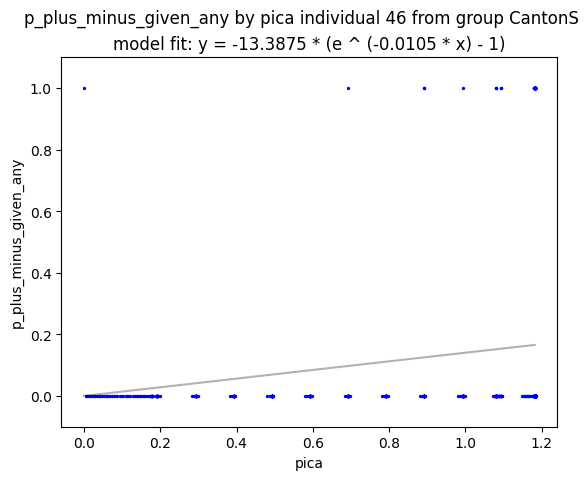 p_plus_minus_given_any by pica individual 46 from group CantonS
model fit: y = -13.3875 * (e ^ (-0.0105 * x) - 1)
p_plus_minus_given_any
1.0
0.8
0.6
0.4
0.2
0.0
0.0 0.2 0.4 0.6 0.8 1.0 1.2
pica